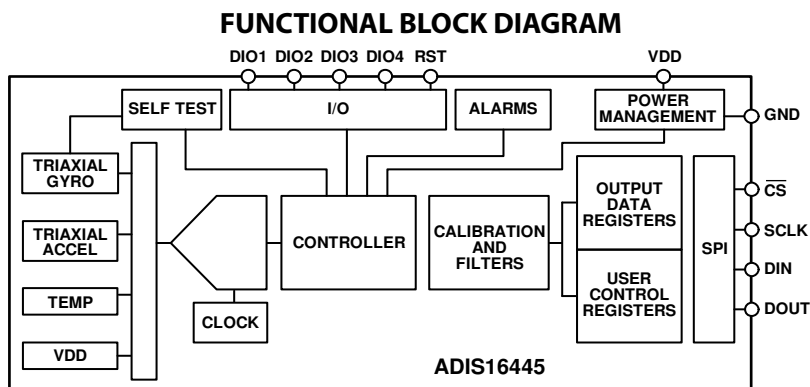 FUNCTIONAL BLOCK DIAGRAM
DIO1 DIO2 DIO3 DIO4 RST VDD
SELF TEST
I/O
ALARMS
POWER
MANAGEMENT
GND
TRIAXIAL
GYRO
TRIAXIAL
ACCEL
TEMP
VDD
CLOCK
CONTROLLER
CALIBRATION
AND
FILTERS
OUTPUT
DATA
REGISTERS
USER
CONTROL
REGISTERS
SPI
CS
SCLK
DIN
DOUT
ADIS16445